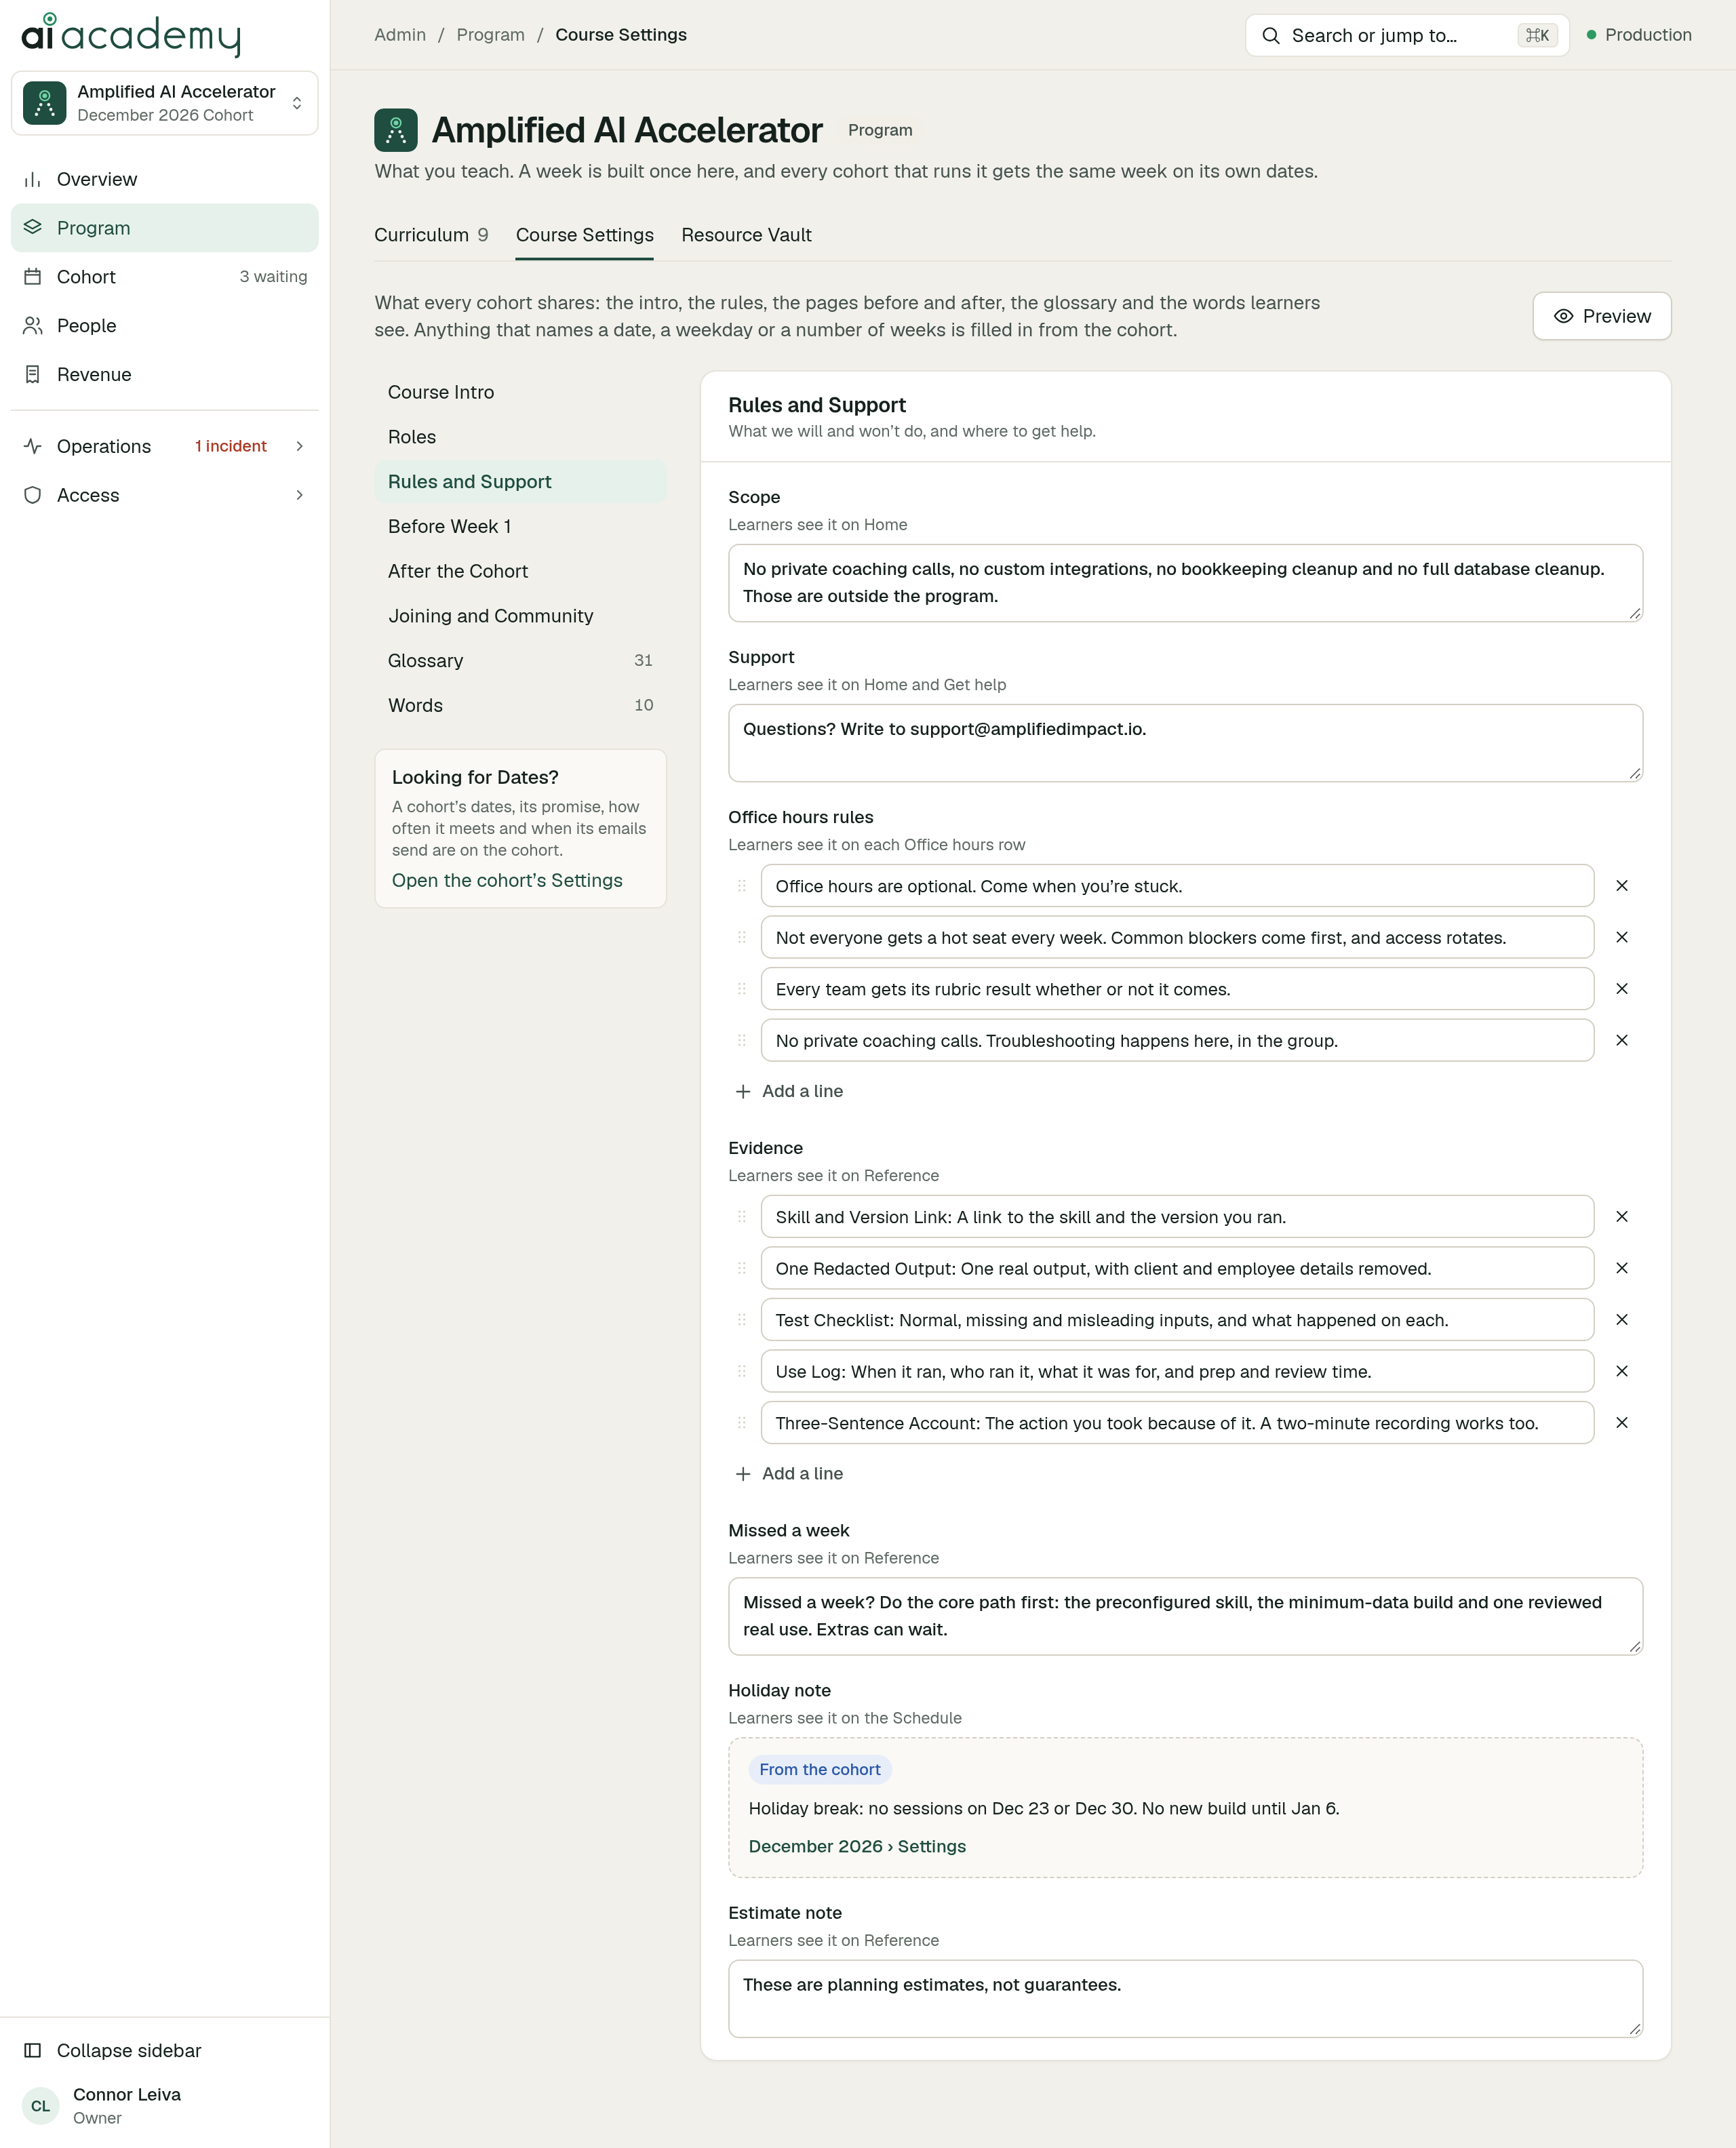 ai academy
Amplified AI Accelerator
December 2026 Cohort
Overview
Program
Cohort
3 waiting
People
Revenue
Operations
1 incident
Access
Collapse sidebar
CL
Connor Leiva
Owner
Admin / Program / Course Settings
Search or jump to...
⌘K
Production
Amplified AI Accelerator
Program
What you teach. A week is built once here, and every cohort that runs it gets the same week on its own dates.
Curriculum 9
Course Settings
Resource Vault
What every cohort shares: the intro, the rules, the pages before and after, the glossary and the words learners
see. Anything that names a date, a weekday or a number of weeks is filled in from the cohort.
Preview
Course Intro
Roles
Rules and Support
Before Week 1
After the Cohort
Joining and Community
Glossary 31
Words 10
Looking for Dates?
A cohort’s dates, its promise, how
often it meets and when its emails
send are on the cohort.
Open the cohort’s Settings
Rules and Support
What we will and won’t do, and where to get help.
Scope
Learners see it on Home
No private coaching calls, no custom integrations, no bookkeeping cleanup and no full database cleanup.
Those are outside the program.
Support
Learners see it on Home and Get help
Questions? Write to support@amplifiedimpact.io.
Office hours rules
Learners see it on each Office hours row
Office hours are optional. Come when you’re stuck.
Not everyone gets a hot seat every week. Common blockers come first, and access rotates.
Every team gets its rubric result whether or not it comes.
No private coaching calls. Troubleshooting happens here, in the group.
Add a line
Evidence
Learners see it on Reference
Skill and Version Link: A link to the skill and the version you ran.
One Redacted Output: One real output, with client and employee details removed.
Test Checklist: Normal, missing and misleading inputs, and what happened on each.
Use Log: When it ran, who ran it, what it was for, and prep and review time.
Three-Sentence Account: The action you took because of it. A two-minute recording works too.
Add a line
Missed a week
Learners see it on Reference
Missed a week? Do the core path first: the preconfigured skill, the minimum-data build and one reviewed
real use. Extras can wait.
Holiday note
Learners see it on the Schedule
From the cohort
Holiday break: no sessions on Dec 23 or Dec 30. No new build until Jan 6.
December 2026 › Settings
Estimate note
Learners see it on Reference
These are planning estimates, not guarantees.